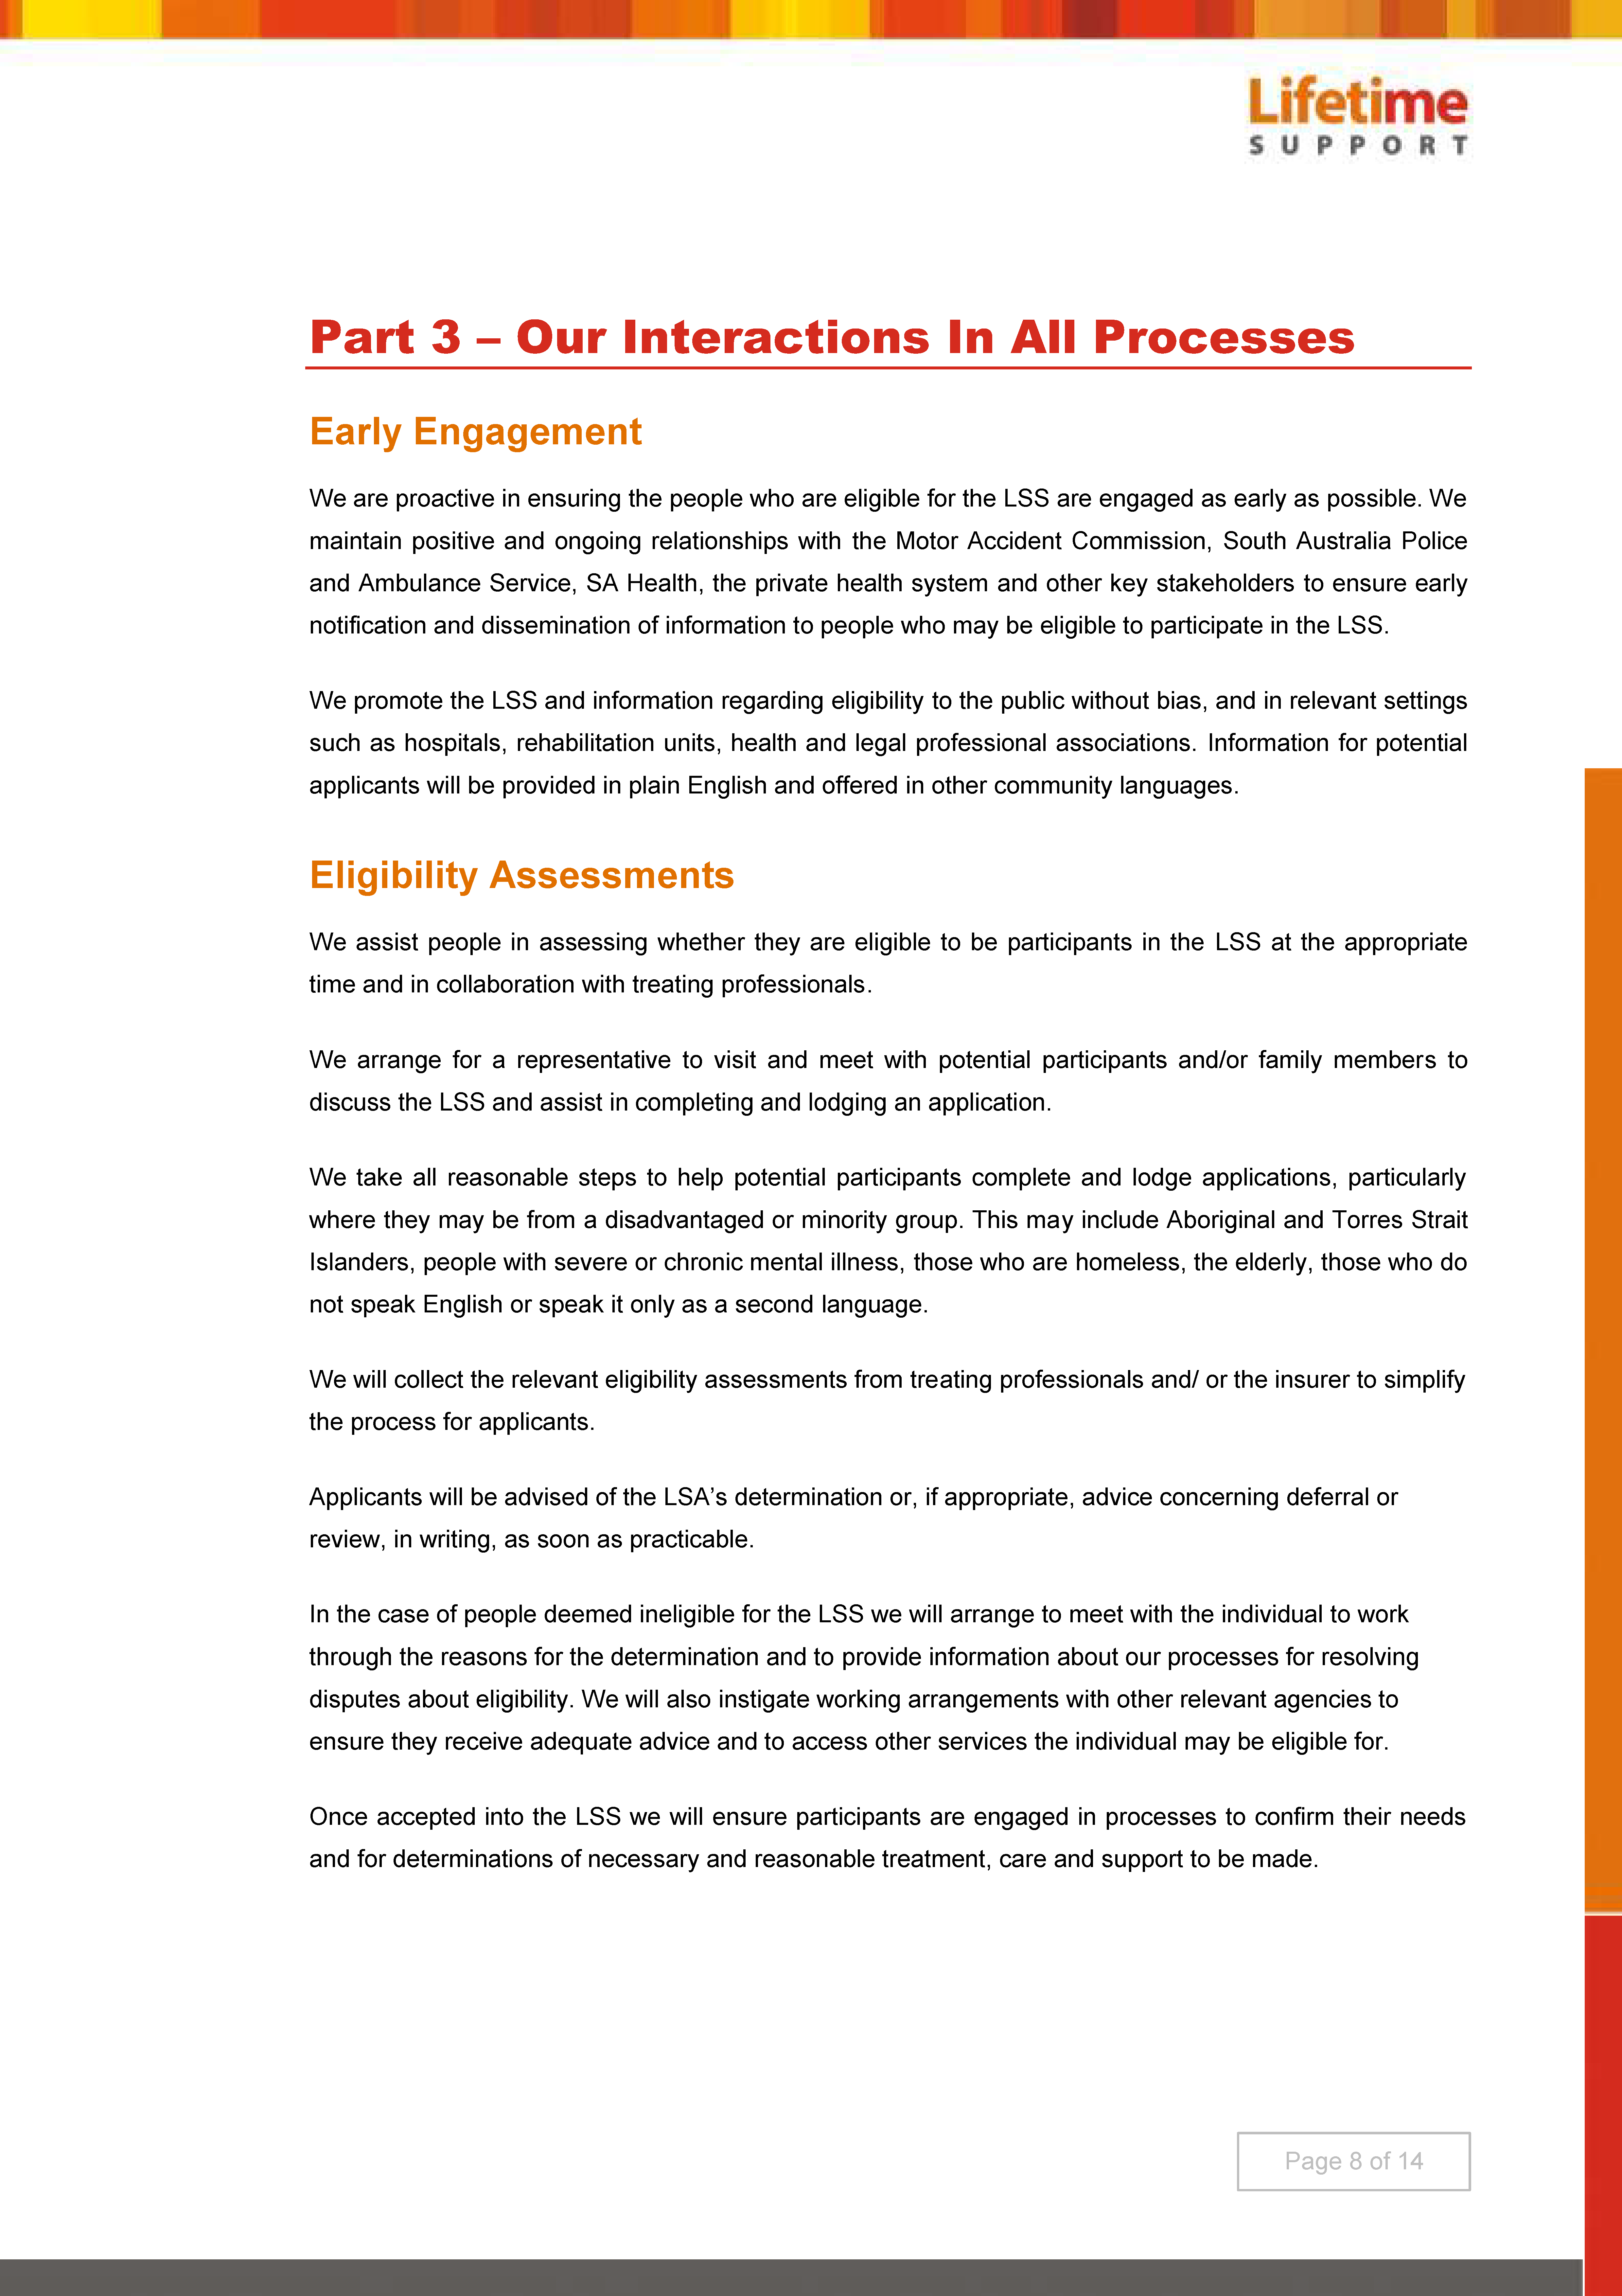 Lifetime
SUPPORT
Part 3 – Our Interactions In All Processes
Early Engagement
We are proactive in ensuring the people who are eligible for the LSS are engaged as early as possible. We
maintain positive and ongoing relationships with the Motor Accident Commission, South Australia Police
and Ambulance Service, SA Health, the private health system and other key stakeholders to ensure early
notification and dissemination of information to people who may be eligible to participate in the LSS.
We promote the LSS and information regarding eligibility to the public without bias, and in relevant settings
such as hospitals, rehabilitation units, health and legal professional associations. Information for potential
applicants will be provided in plain English and offered in other community languages.
Eligibility Assessments
We assist people in assessing whether they are eligible to be participants in the LSS at the appropriate
time and in collaboration with treating professionals.
We arrange for a representative to visit and meet with potential participants and/or family members to
discuss the LSS and assist in completing and lodging an application.
We take all reasonable steps to help potential participants complete and lodge applications, particularly
where they may be from a disadvantaged or minority group. This may include Aboriginal and Torres Strait
Islanders, people with severe or chronic mental illness, those who are homeless, the elderly, those who do
not speak English or speak it only as a second language.
We will collect the relevant eligibility assessments from treating professionals and/ or the insurer to simplify
the process for applicants.
Applicants will be advised of the LSA’s determination or, if appropriate, advice concerning deferral or
review, in writing, as soon as practicable.
In the case of people deemed ineligible for the LSS we will arrange to meet with the individual to work
through the reasons for the determination and to provide information about our processes for resolving
disputes about eligibility. We will also instigate working arrangements with other relevant agencies to
ensure they receive adequate advice and to access other services the individual may be eligible for.
Once accepted into the LSS we will ensure participants are engaged in processes to confirm their needs
and for determinations of necessary and reasonable treatment, care and support to be made.
Page 8 of 14